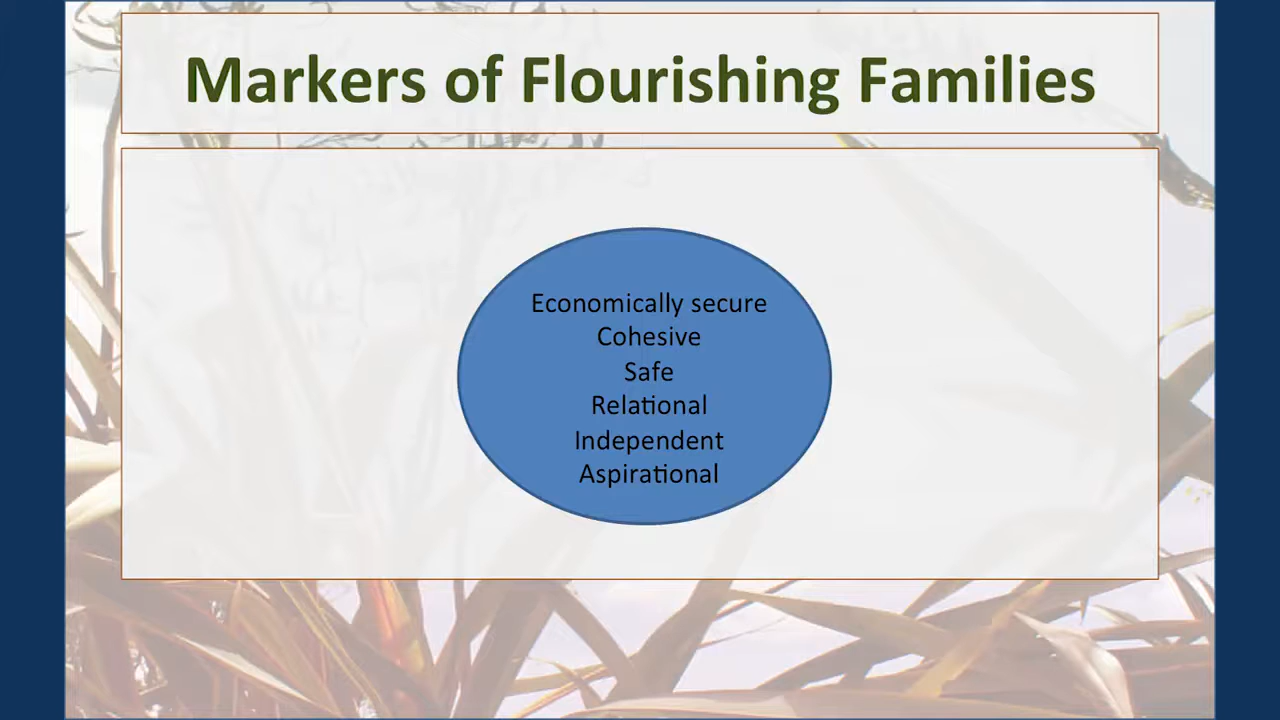 Markers of Flourishing Families
Economically secure
Cohesive
Safe
Relational
Independent
Aspirational